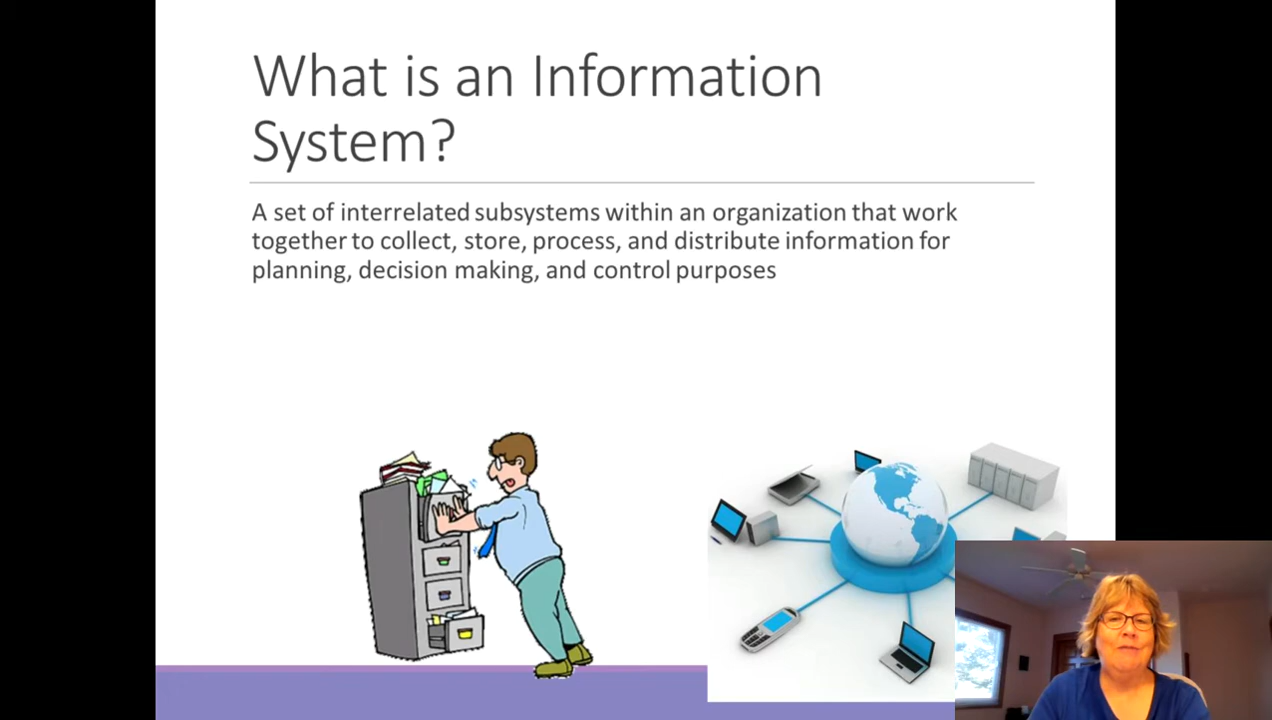 What is an Information
System?
A set of interrelated subsystems within an organization that work
together to collect, store, process, and distribute information for
planning, decision making, and control purposes